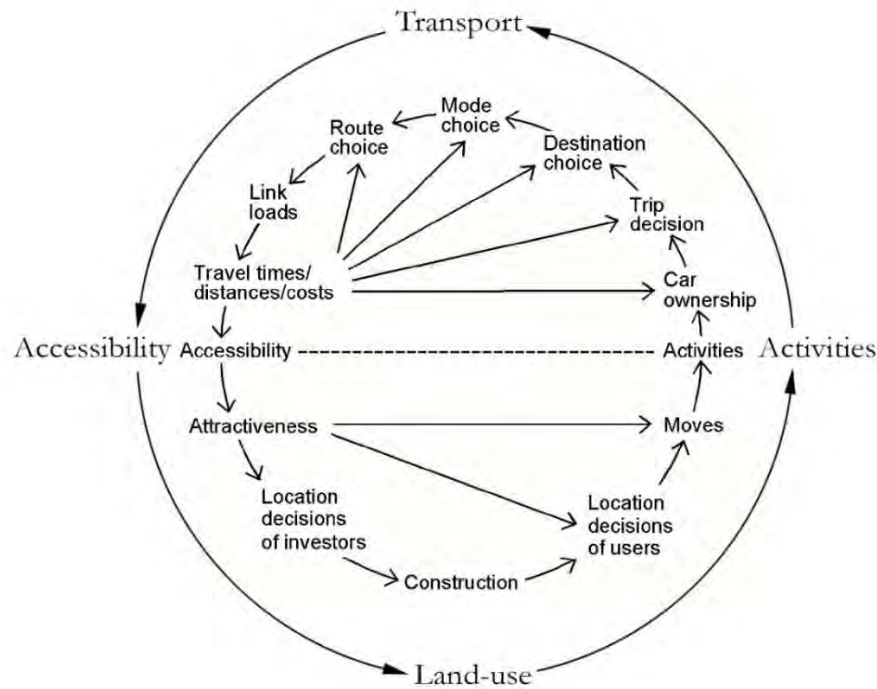 Transport
Mode
choice
Route
choice
Destination
choice
Link
loads
Trip
decision
Travel times/
distances/costs
Car
ownership
Accessibility
Accessibility
Activities
Activities
Attractiveness
Moves
Location
decisions
of investors
Location
decisions
of users
Construction
Land-use